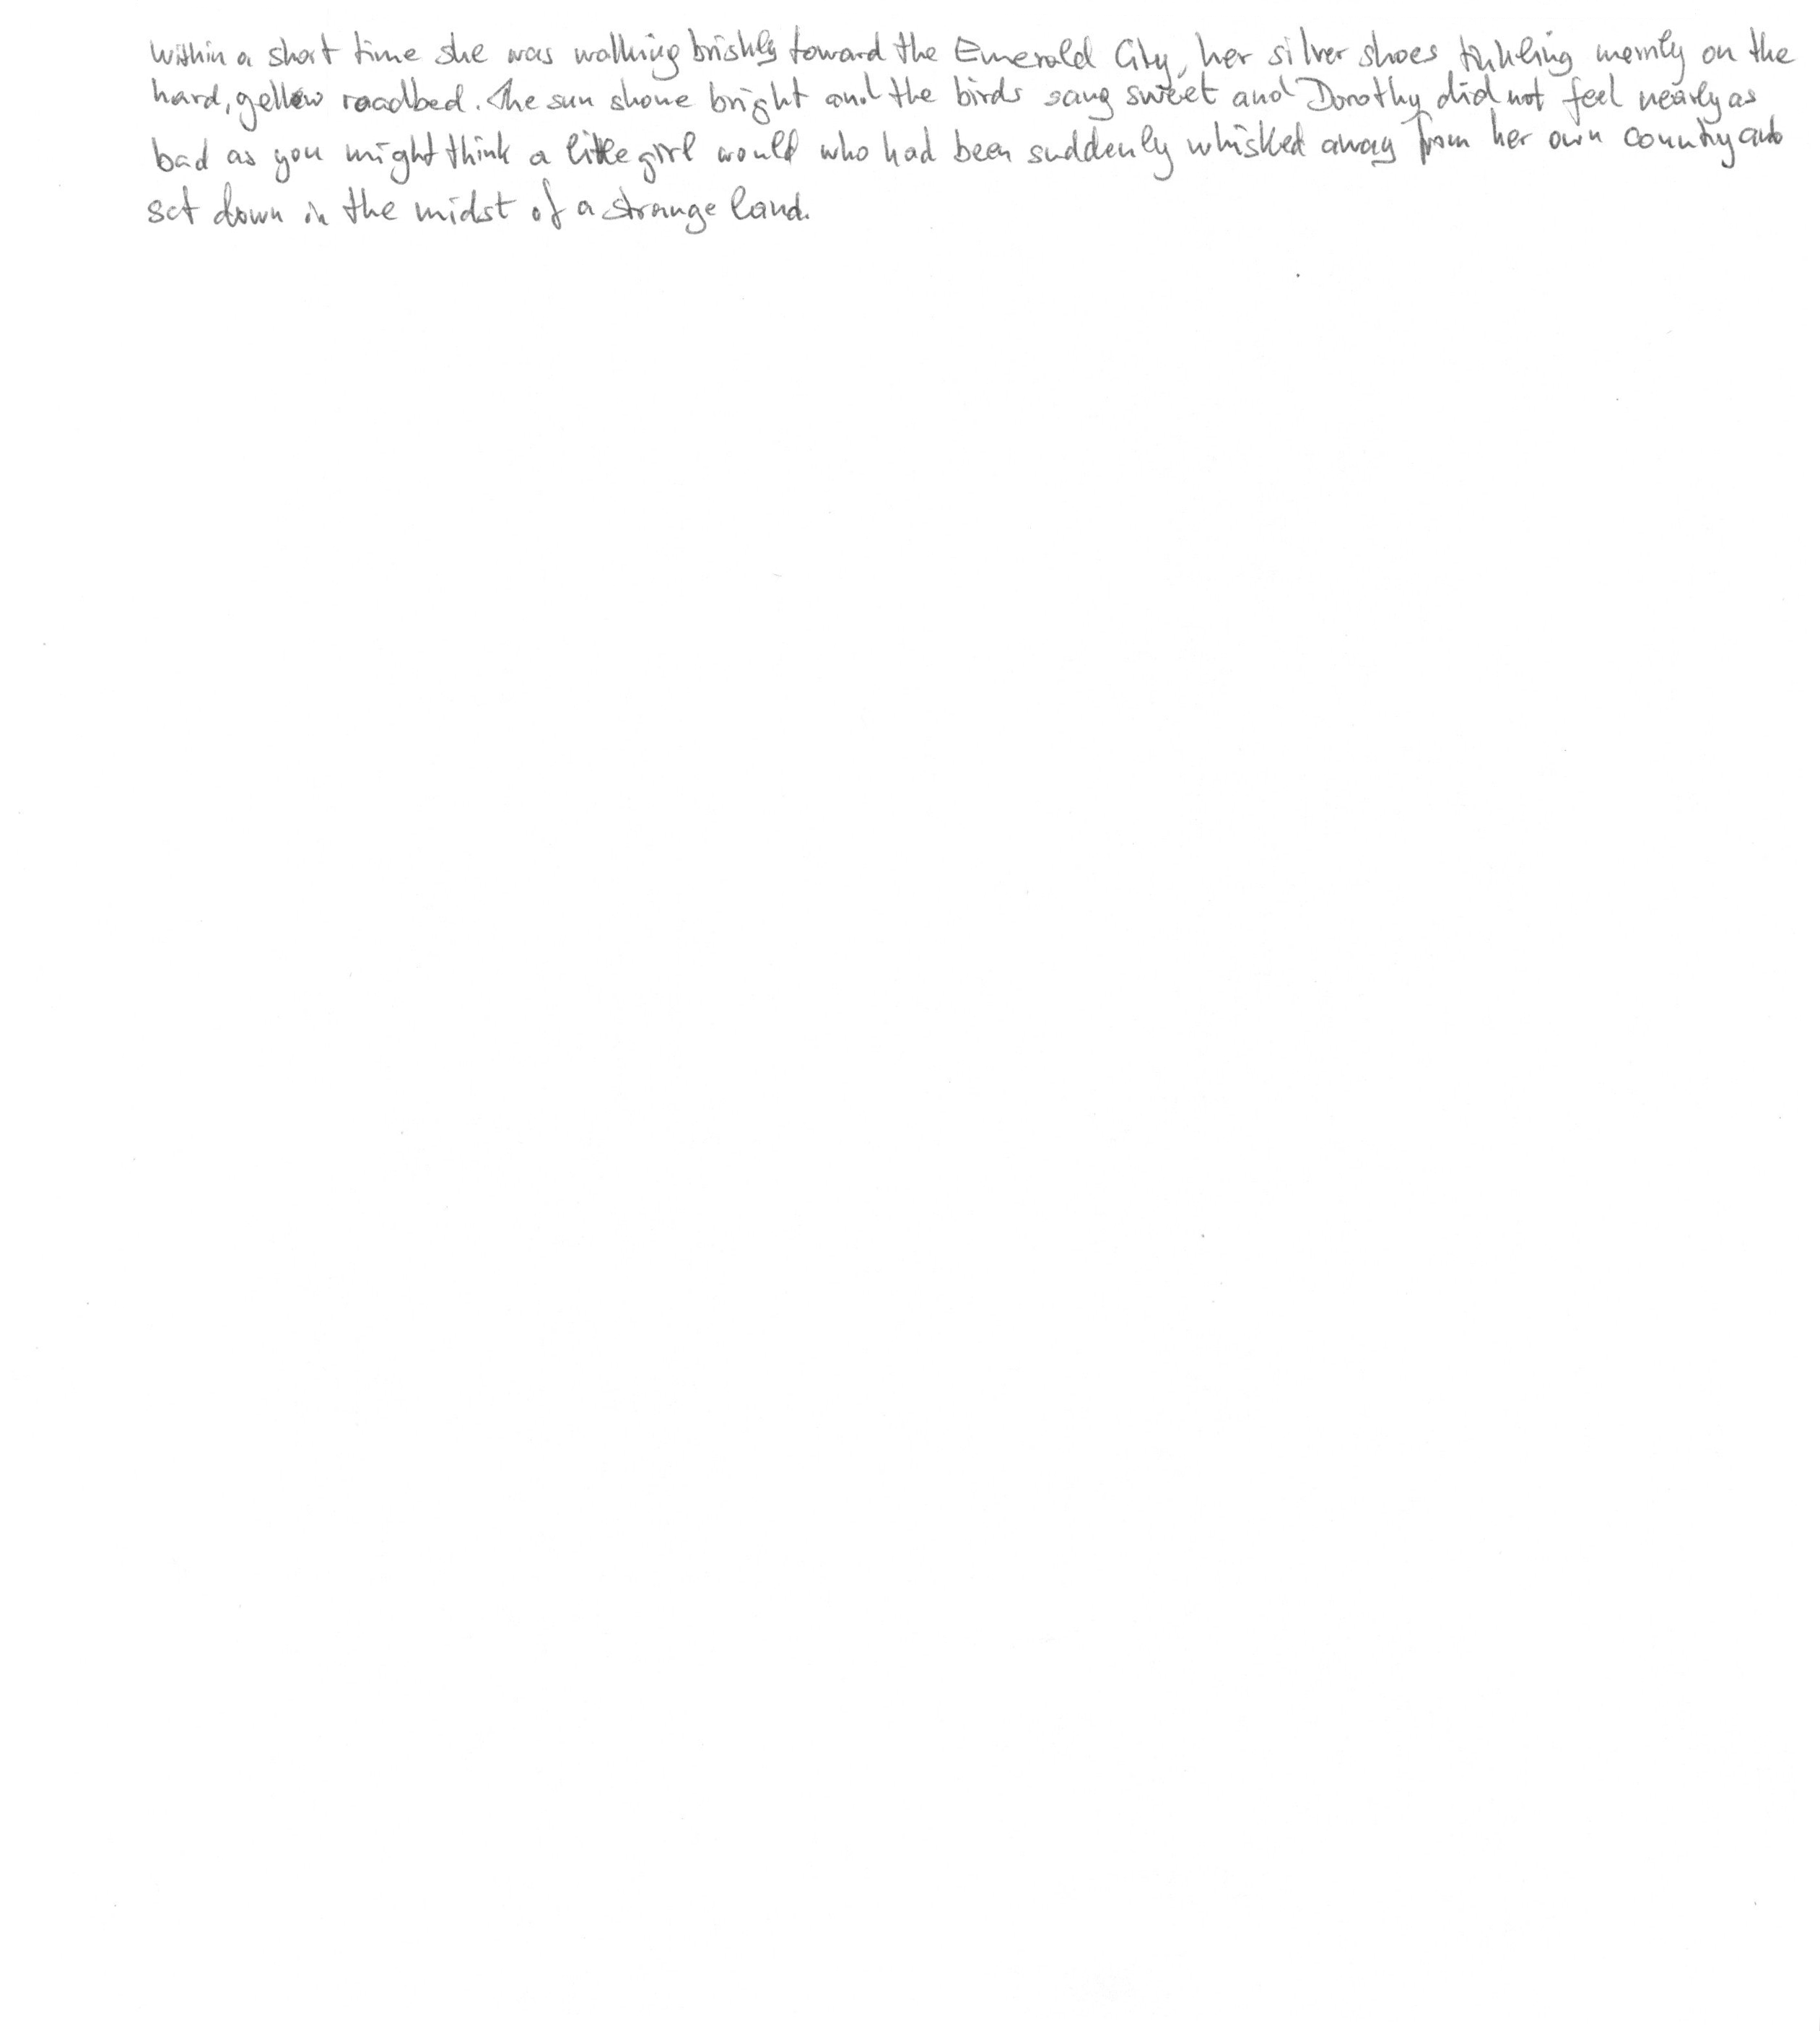 Within a short time she was walking briskly toward the Emerald City, her silver shoes tinkling merrily on the
hard, yellow roadbed. The sun shone bright and the birds sang sweet and Dorothy did not feel nearly as
bad as you might think a little girl would who had been suddenly whisked away from her own country and
set down in the midst of a strange land.